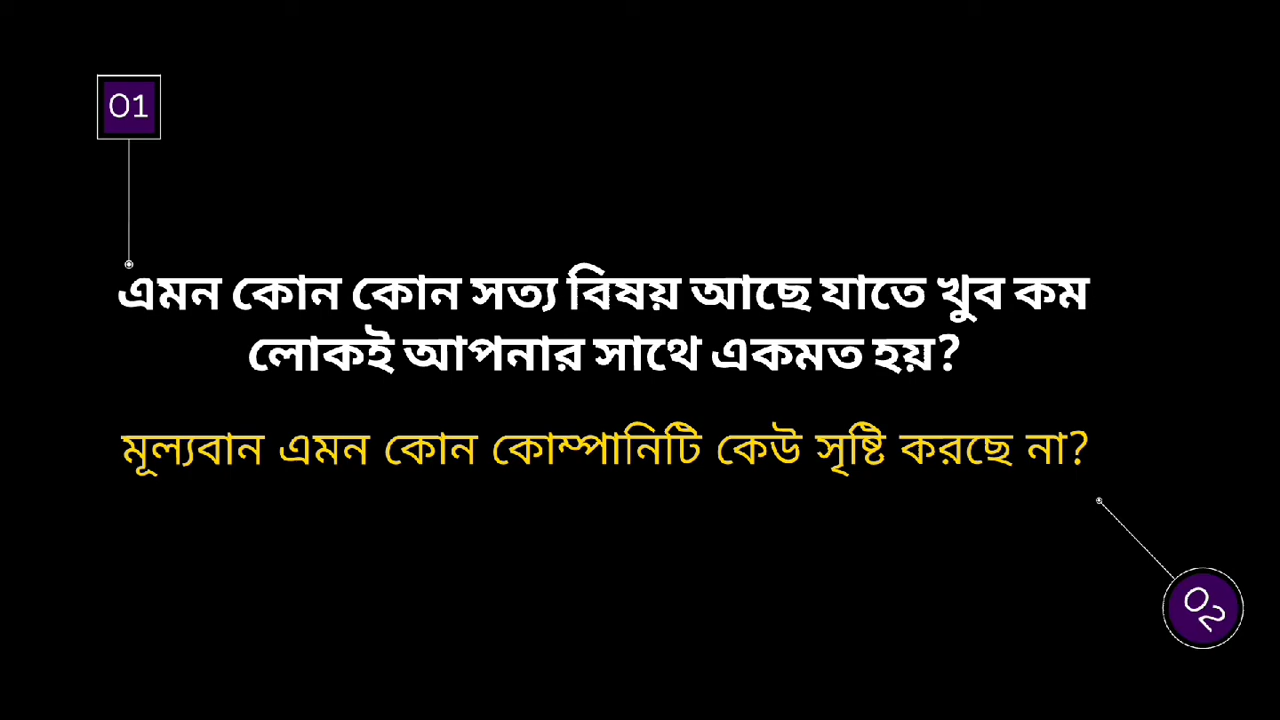 01
এমন কোন কোন সত্য বিষয় আছে যাতে খুব কম
লোকই আপনার সাথে একমত হয়?
মূল্যবান এমন কোন কোম্পানিটি কেউ সৃষ্টি করছে না?
02